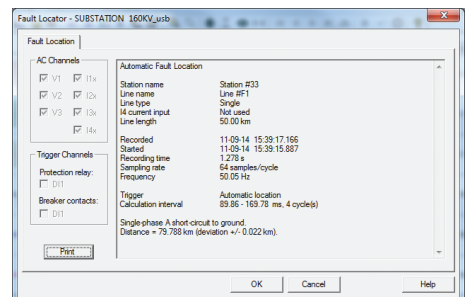 Fault Locator - SUBSTATION 160KV_usb
Fault Location
AC Channels
V1 I1x
V2 I2x
V3 I3x
I4x
Trigger Channels
Protection relay:
DI1
Breaker contacts:
DI1
Print
Automatic Fault Location
Station name Station #33
Line name Line #F1
Line type Single
I4 current input Not used
Line length 50.00 km
Recorded 11-09-14 15:39:17.166
Started 11-09-14 15:39:15.887
Recording time 1.278 s
Sampling rate 64 samples/cycle
Frequency 50.05 Hz
Trigger Automatic location
Calculation interval 89.86 - 169.78 ms, 4 cycle(s)
Single-phase A short-circuit to ground.
Distance = 79.788 km (deviation +/- 0.022 km).
OK Cancel Help